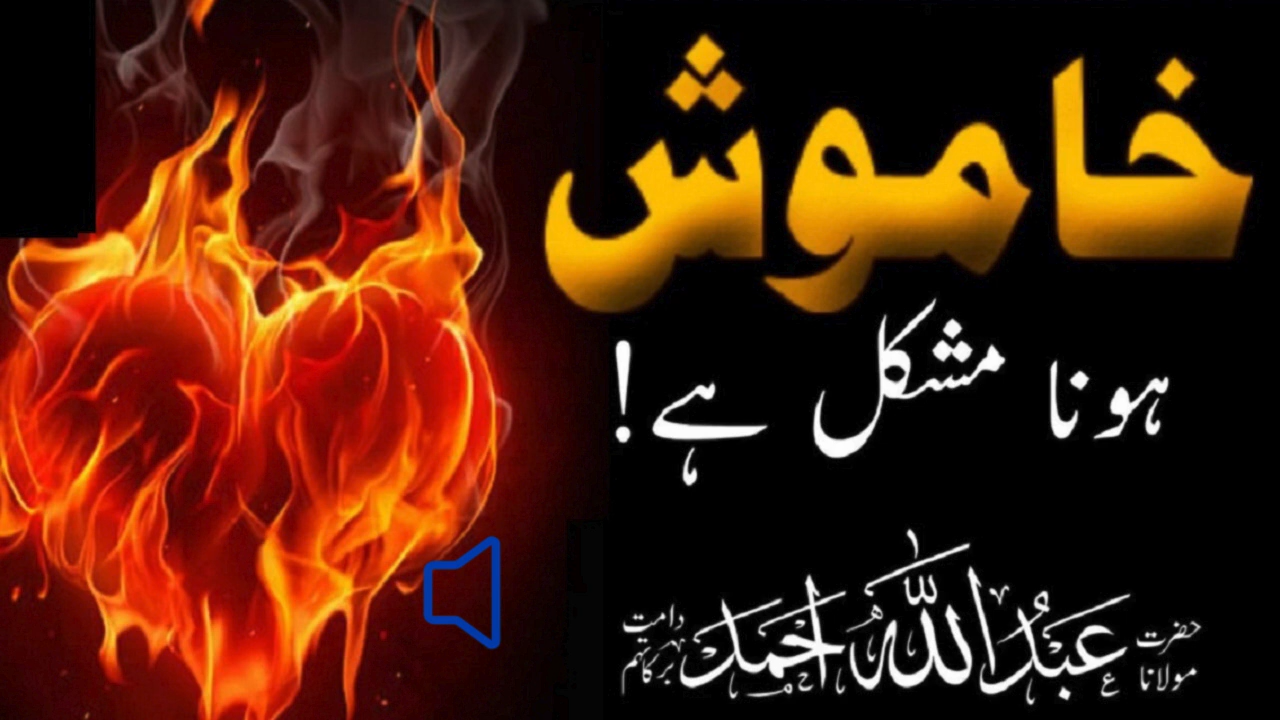 خاموش
ہونا مشکل ہے!
حضرت مولانا عبداللہ احمد دامت برکاتہم